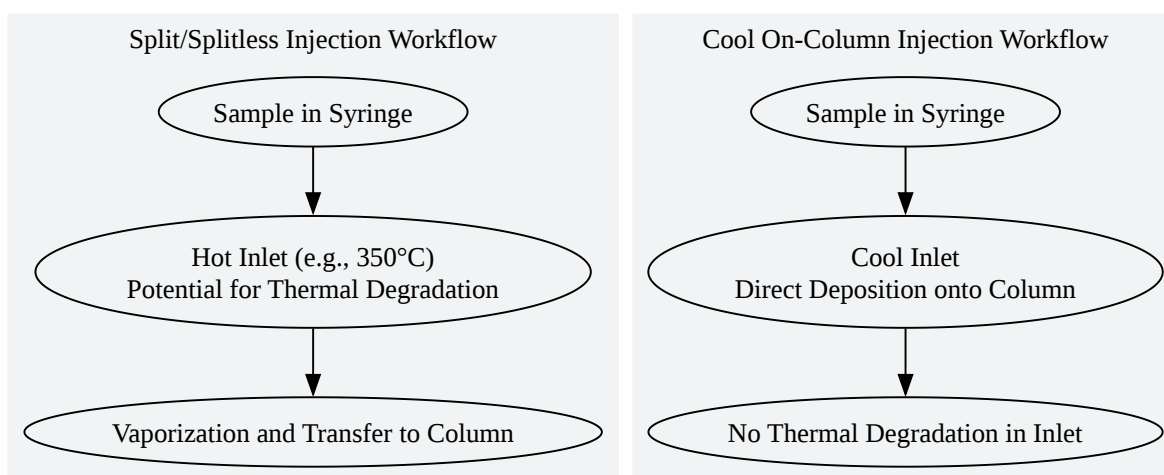 Split/Splitless Injection Workflow
Sample in Syringe
Hot Inlet (e.g., 350°C)
Potential for Thermal Degradation
Vaporization and Transfer to Column
Cool On-Column Injection Workflow
Sample in Syringe
Cool Inlet
Direct Deposition onto Column
No Thermal Degradation in Inlet